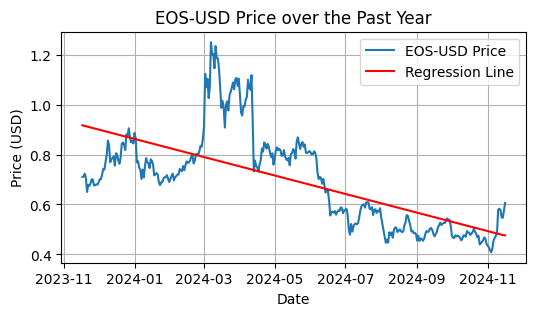 EOS-USD Price over the Past Year
EOS-USD Price
Regression Line
Price (USD)
1.2
1.0
0.8
0.6
0.4
2023-11
2024-01
2024-03
2024-05
2024-07
2024-09
2024-11
Date